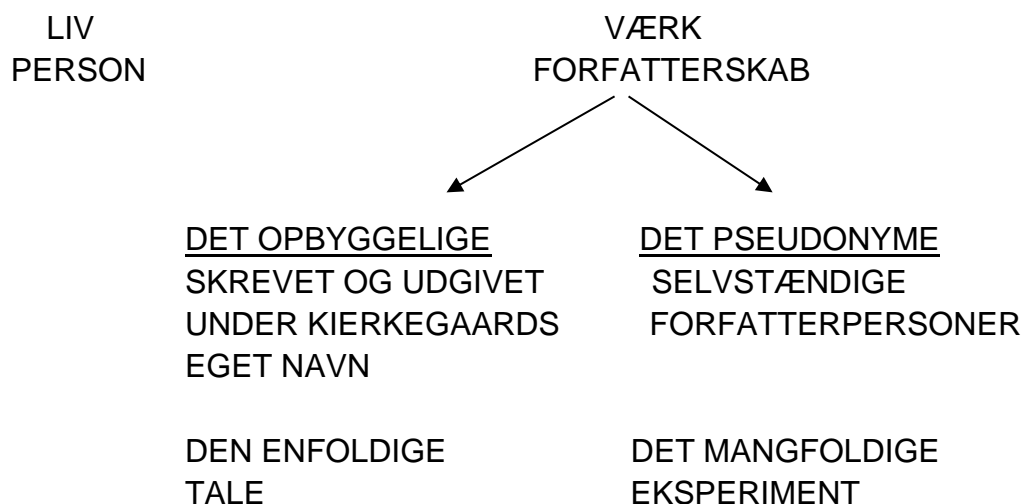 LIV VÆRK
PERSON FORFATTERSKAB
DET OPBYGGELIGE DET PSEUDONYME
SKREVET OG UDGIVET SELVSTÆNDIGE
UNDER KIERKEGAARDS FORFATTERPERSONER
EGET NAVN
DEN ENFOLDIGE DET MANGFOLDIGE
TALE EKSPERIMENT